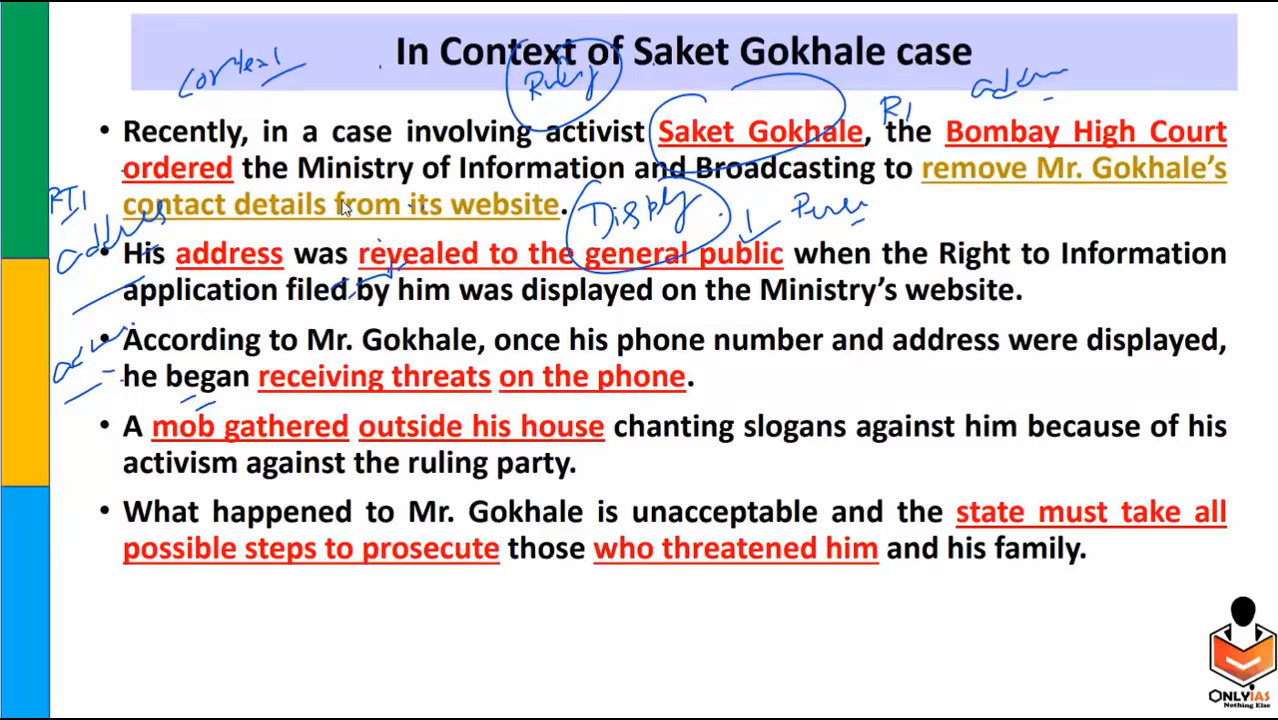 In Context of Saket Gokhale case
context
Ruling
RI
• Recently, in a case involving activist Saket Gokhale, the Bombay High Court
ordered the Ministry of Information and Broadcasting to remove Mr. Gokhale's
contact details from its website.
RTI
address
Display
• His address was revealed to the general public when the Right to Information
application filed by him was displayed on the Ministry's website.
• According to Mr. Gokhale, once his phone number and address were displayed,
he began receiving threats on the phone.
• A mob gathered outside his house chanting slogans against him because of his
activism against the ruling party.
• What happened to Mr. Gokhale is unacceptable and the state must take all
possible steps to prosecute those who threatened him and his family.
ONLYIAS
Nothing Else